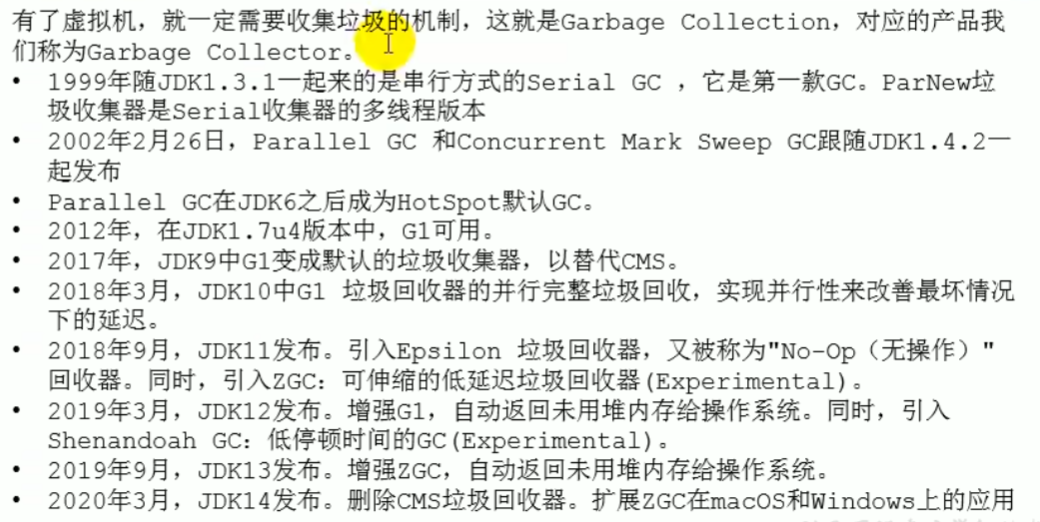 有了虚拟机，就一定需要收集垃圾的机制，这就是Garbage Collection，对应的产品我
们称为Garbage Collector。
• 1999年随JDK1.3.1一起来的是串行方式的Serial GC ，它是第一款GC。ParNew垃
圾收集器是Serial收集器的多线程版本
• 2002年2月26日，Parallel GC 和Concurrent Mark Sweep GC跟随JDK1.4.2一
起发布
• Parallel GC在JDK6之后成为HotSpot默认GC。
• 2012年，在JDK1.7u4版本中，G1可用。
• 2017年，JDK9中G1变成默认的垃圾收集器，以替代CMS。
• 2018年3月，JDK10中G1 垃圾回收器的并行完整垃圾回收，实现并行性来改善最坏情况
下的延迟。
• 2018年9月，JDK11发布。引入Epsilon 垃圾回收器，又被称为"No-Op（无操作）"
回收器。同时，引入ZGC：可伸缩的低延迟垃圾回收器(Experimental)。
• 2019年3月，JDK12发布。增强G1，自动返回未用堆内存给操作系统。同时，引入
Shenandoah GC：低停顿时间的GC(Experimental)。
• 2019年9月，JDK13发布。增强ZGC，自动返回未用堆内存给操作系统。
• 2020年3月，JDK14发布。删除CMS垃圾回收器。扩展ZGC在macOS和Windows上的应用